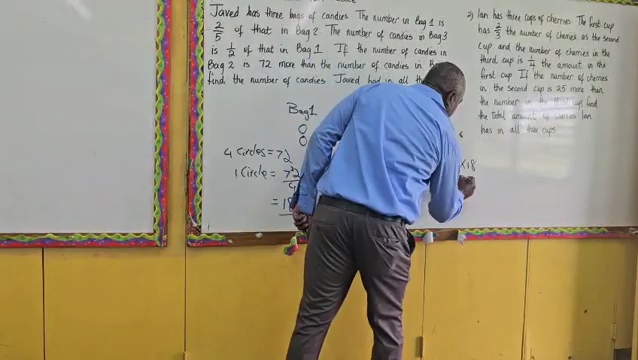 Javed has three bags of candies. The number in Bag 1 is
2/5 of that in Bag 2. The number of candies in Bag 3
is 1/2 of that in Bag 1. If the number of candies in
Bag 2 is 72 more than the number of candies in
find the number of candies Javed had in all
Bag 1
O
O
4 circles = 72
1 circle = 72/4
= 18
x 18
2) Ian has three cups of cherries. The first cup
has 2/3 the number of cherries as the second
cup and the number of cherries in the
third cup is 1/4 the amount in the
first cup. If the number of cherries
in the second cup is 25 more than
the number in the third cup find
the total amount of cherries Ian
has in all three cups